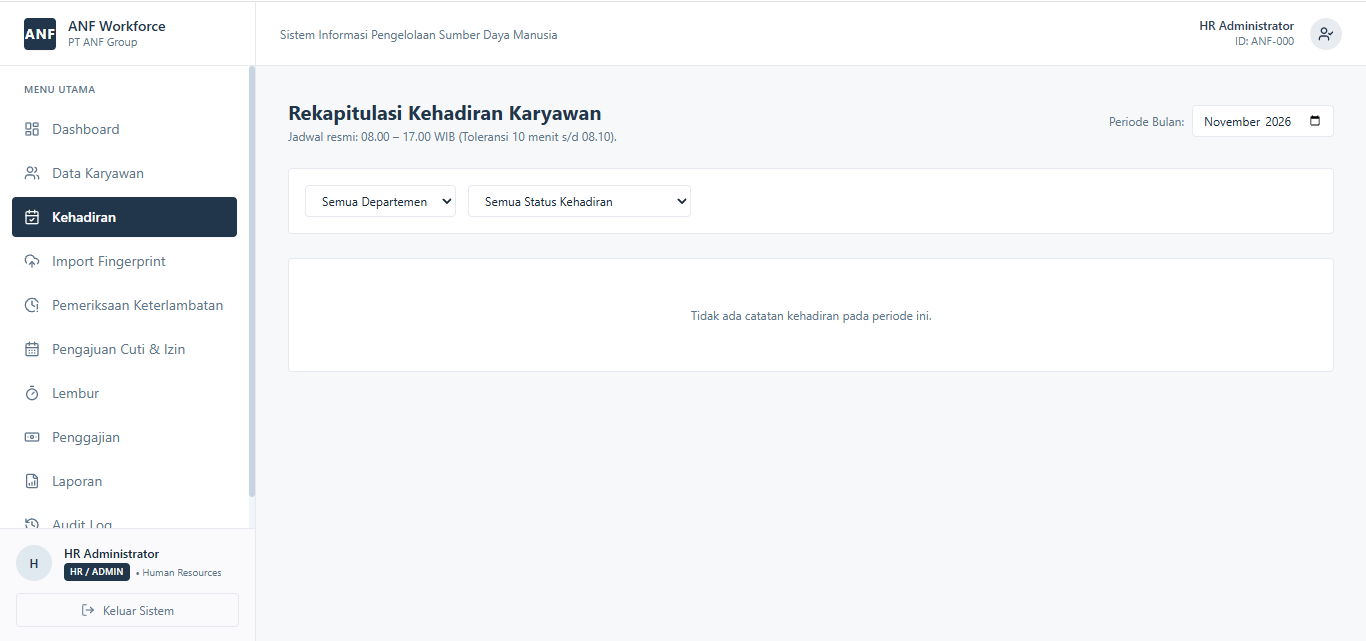 ANF
ANF Workforce
PT ANF Group
Sistem Informasi Pengelolaan Sumber Daya Manusia
HR Administrator
ID: ANF-000
MENU UTAMA
Dashboard
Data Karyawan
Kehadiran
Import Fingerprint
Pemeriksaan Keterlambatan
Pengajuan Cuti & Izin
Lembur
Penggajian
Laporan
Audit Log
H
HR Administrator
HR / ADMIN • Human Resources
Keluar Sistem
Rekapitulasi Kehadiran Karyawan
Jadwal resmi: 08.00 – 17.00 WIB (Toleransi 10 menit s/d 08.10).
Periode Bulan: November 2026
Semua Departemen
Semua Status Kehadiran
Tidak ada catatan kehadiran pada periode ini.